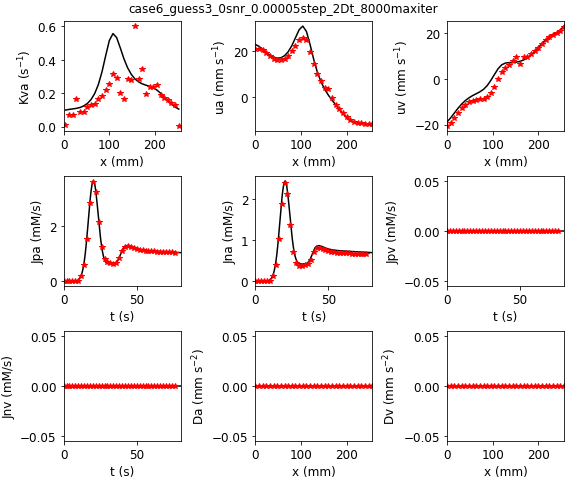 case6_guess3_0snr_0.00005step_2Dt_8000maxiter
Kva (s⁻¹)
0.6
0.4
0.2
0.0
0 100 200
x (mm)
ua (mm s⁻¹)
20
0
0 100 200
x (mm)
uv (mm s⁻¹)
20
0
−20
0 100 200
x (mm)
Jpa (mM/s)
2
0
0 50
t (s)
Jna (mM/s)
2
1
0
0 50
t (s)
Jpv (mM/s)
0.05
0.00
−0.05
0 50
t (s)
Jnv (mM/s)
0.05
0.00
−0.05
0 50
t (s)
Da (mm s⁻²)
0.05
0.00
−0.05
0 100 200
x (mm)
Dv (mm s⁻²)
0.05
0.00
−0.05
0 100 200
x (mm)